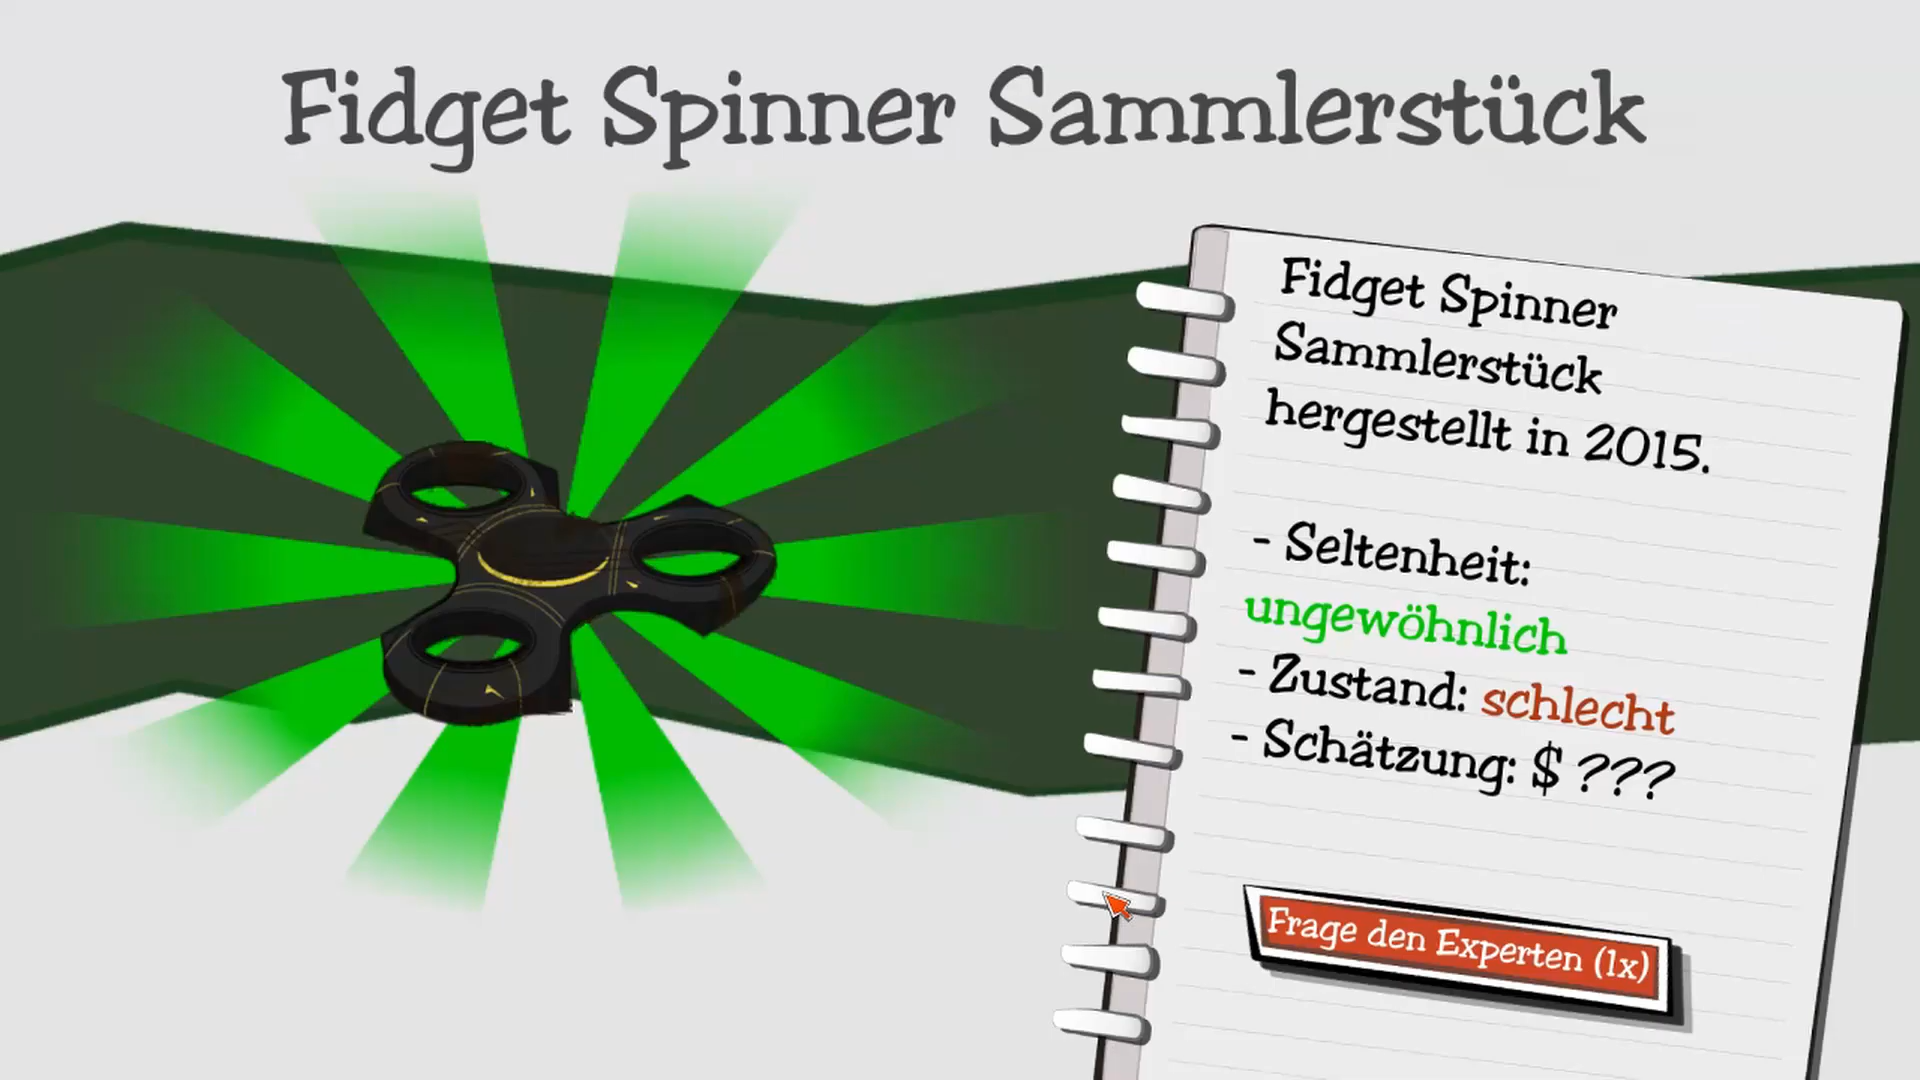 Fidget Spinner Sammlerstück
Fidget Spinner
Sammlerstück
hergestellt in 2015.
- Seltenheit:
ungewöhnlich
- Zustand: schlecht
- Schätzung: $ ???
Frage den Experten (1x)